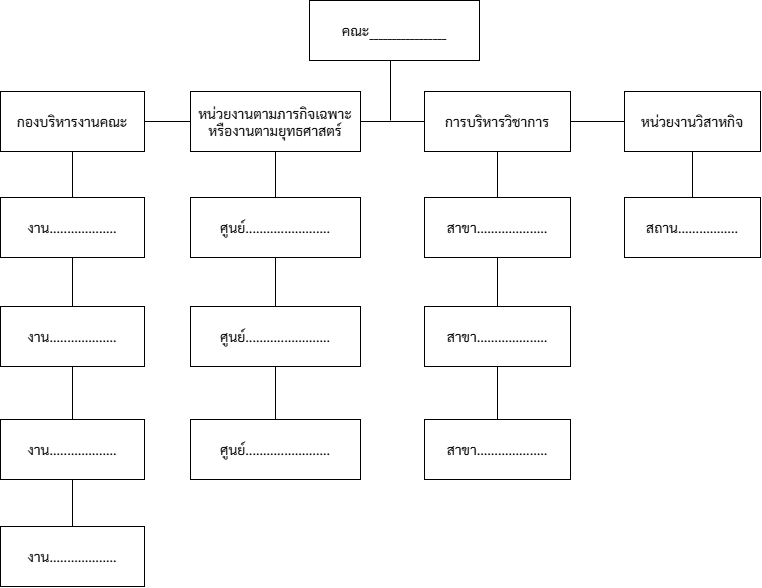 คณะ________________
กองบริหารงานคณะ
หน่วยงานตามภารกิจเฉพาะ
หรืองานตามยุทธศาสตร์
การบริหารวิชาการ
หน่วยงานวิสาหกิจ
งาน...................
ศูนย์........................
สาขา....................
สถาน.................
งาน...................
ศูนย์........................
สาขา....................
งาน...................
ศูนย์........................
สาขา....................
งาน...................